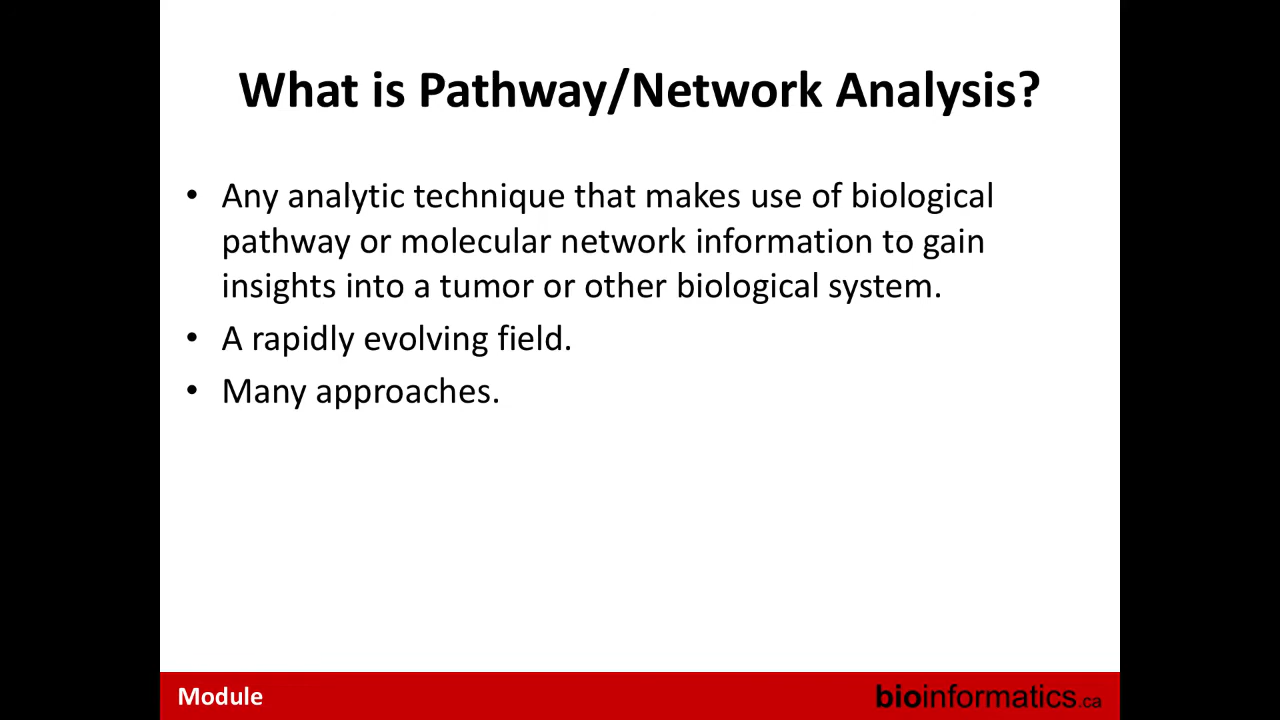 What is Pathway/Network Analysis?
• Any analytic technique that makes use of biological
pathway or molecular network information to gain
insights into a tumor or other biological system.
• A rapidly evolving field.
• Many approaches.
Module
bioinformatics.ca